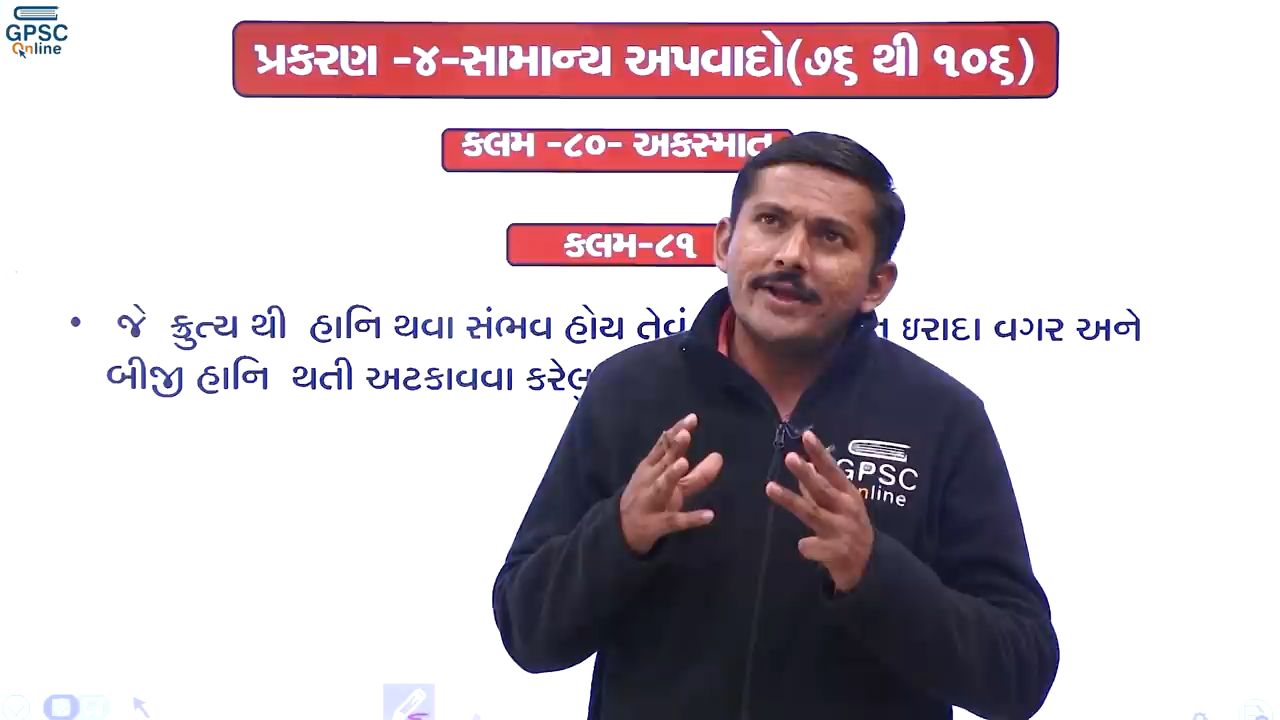 GPSC
Online
પ્રકરણ -૪-સામાન્ય અપવાદો(૭૬ થી ૧૦૬)
કલમ -૮૦- અકસ્માત
કલમ-૮૧
• જે ક્રુત્ય થી હાનિ થવા સંભવ હોય ઇરાદા વગર અને
બીજી હાનિ થતી અટકાવવા
GPSC
Online